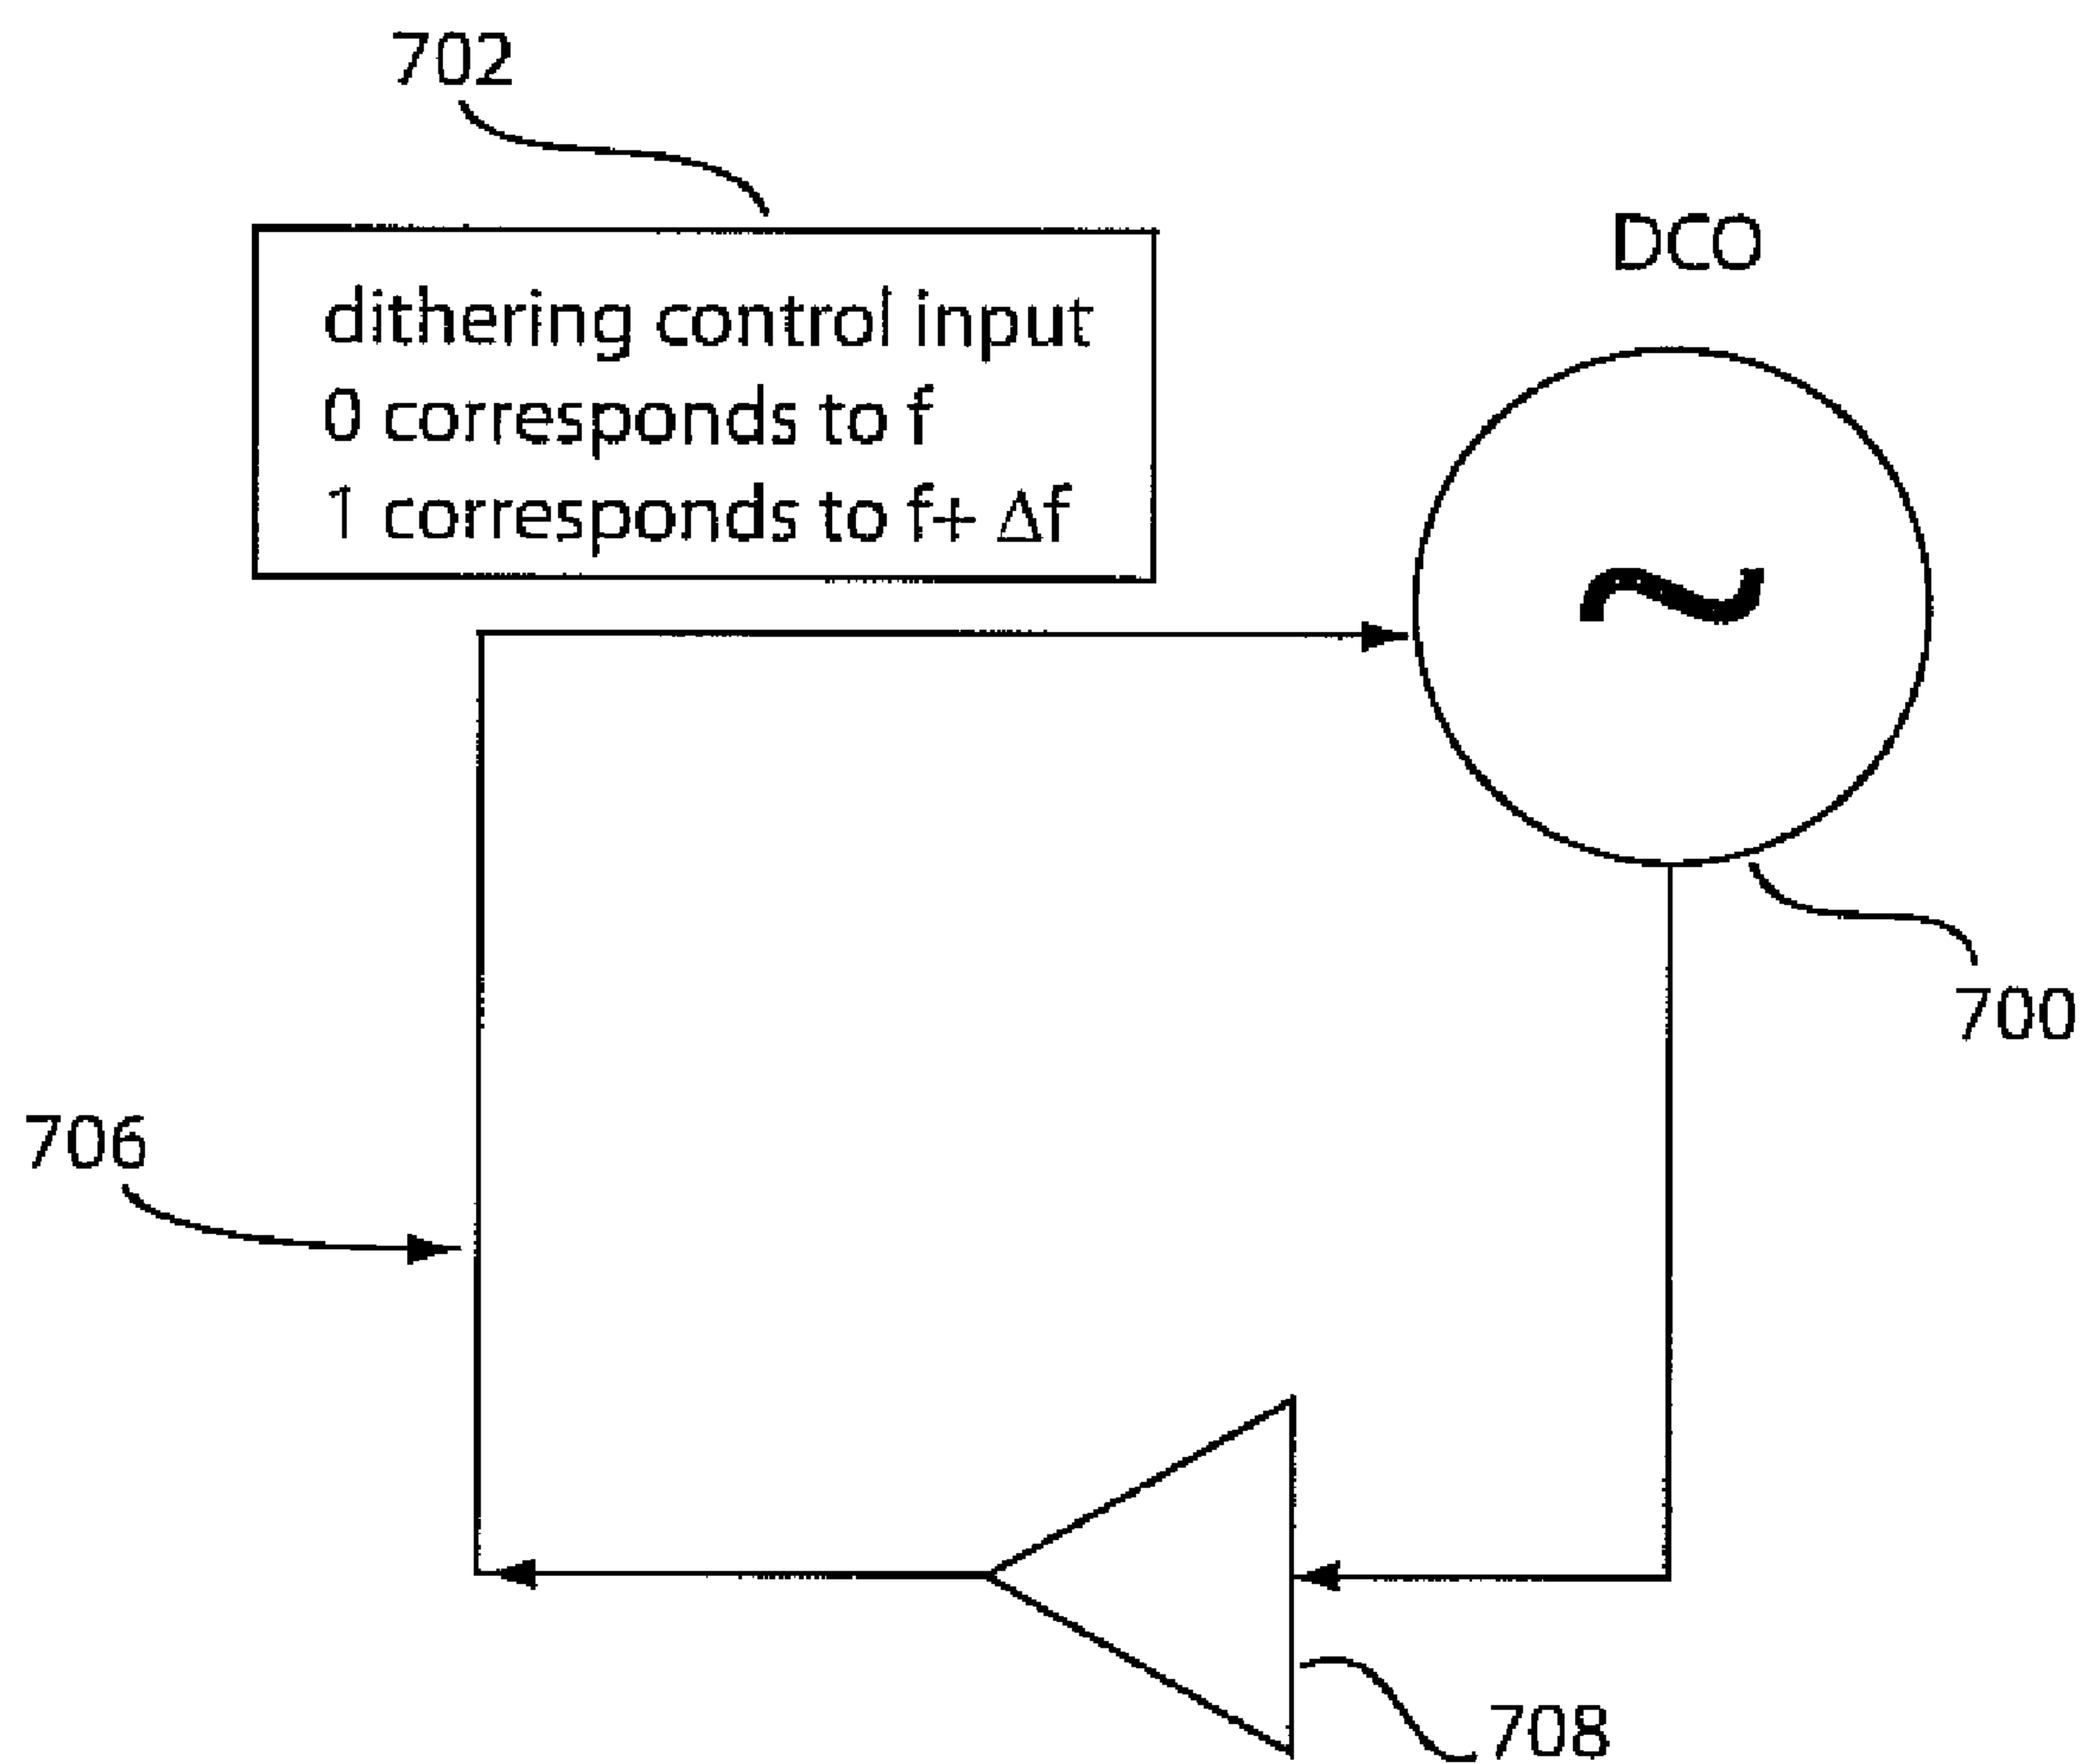 702
DCO
dithering control input
0 corresponds to f
1 corresponds to f+ Δf
~
700
706
708